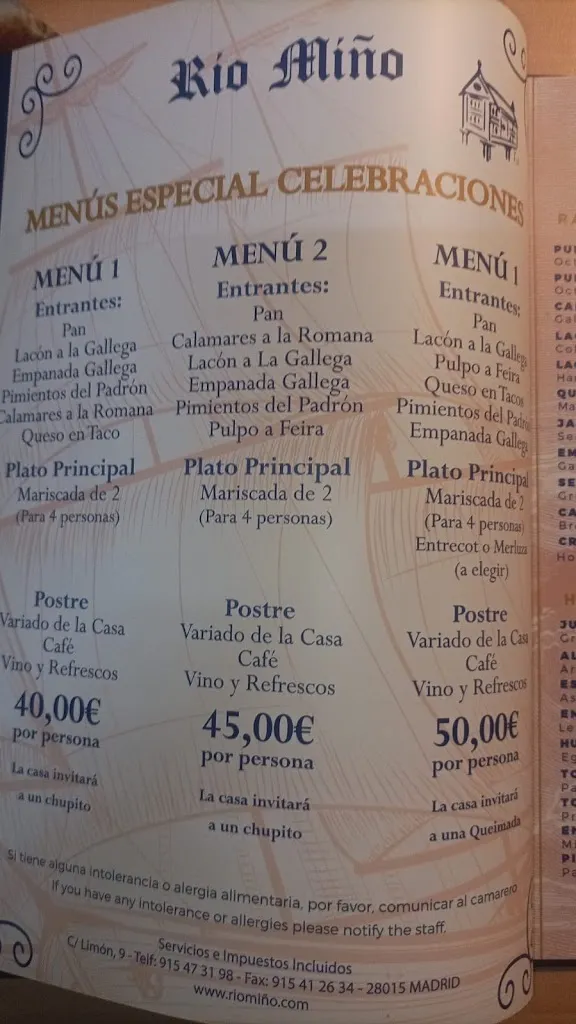 Río Miño
MENÚS ESPECIAL CELEBRACIONES
MENÚ 1
Entrantes:
Pan
Lacón a la Gallega
Empanada Gallega
Pimientos del Padrón
Calamares a la Romana
Queso en Taco
Plato Principal
Mariscada de 2
(Para 4 personas)
Postre
Variado de la Casa
Café
Vino y Refrescos
40,00€
por persona
La casa invitará
a un chupito
MENÚ 2
Entrantes:
Pan
Calamares a la Romana
Lacón a La Gallega
Empanada Gallega
Pimientos del Padrón
Pulpo a Feira
Plato Principal
Mariscada de 2
(Para 4 personas)
Postre
Variado de la Casa
Café
Vino y Refrescos
45,00€
por persona
La casa invitará
a un chupito
MENÚ 1
Entrantes:
Pan
Lacón a la Gallega
Pulpo a Feira
Queso en Tacos
Pimientos del Padrón
Empanada Gallega
Plato Principal
Mariscada de 2
(Para 4 personas)
Entrecot o Merluza
(a elegir)
Postre
Variado de la Casa
Café
Vino y Refrescos
50,00€
por persona
La casa invitará
a una Queimada
Si tiene alguna intolerancia o alergia alimentaria, por favor, comunicar al camarero
If you have any intolerance or allergies please notify the staff.
Servicios e Impuestos Incluidos
C/ Limón, 9 - Telf: 915 47 31 98 - Fax: 915 41 26 34 - 28015 MADRID
www.riomiño.com